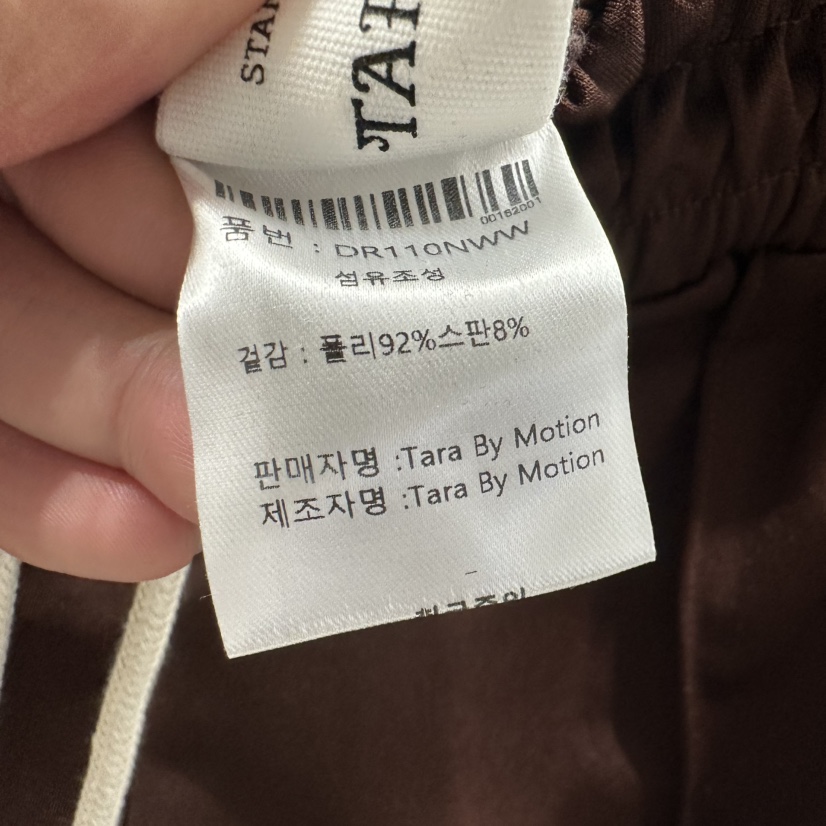 STAN
TAR
00162001
품번 : DR110NWW
섬유조성
겉감 : 폴리92%스판8%
판매자명 :Tara By Motion
제조자명 :Tara By Motion